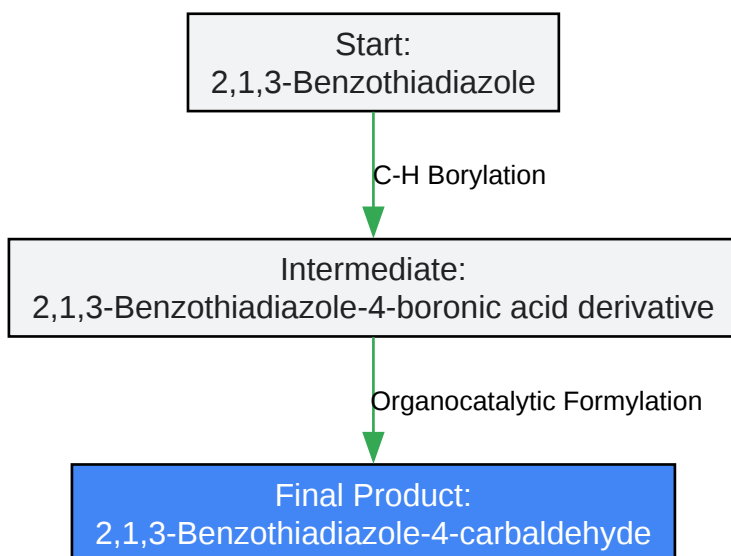 Start:
2,1,3-Benzothiadiazole
C-H Borylation
Intermediate:
2,1,3-Benzothiadiazole-4-boronic acid derivative
Organocatalytic Formylation
Final Product:
2,1,3-Benzothiadiazole-4-carbaldehyde